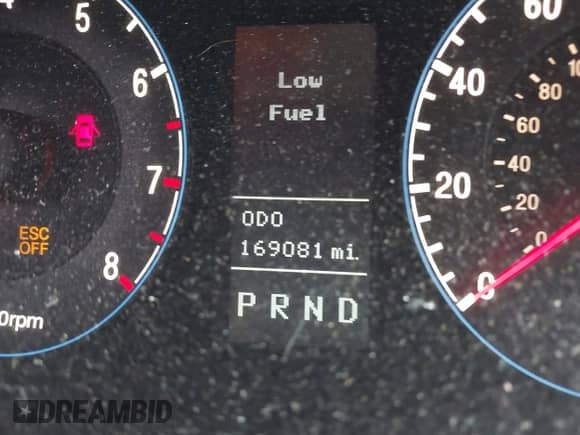 5
6
7
8
0rpm
ESC
OFF
Low
Fuel
ODO
169081 mi.
P R N D
60
40
20
0
80
60
40
20
0
DREAMBID